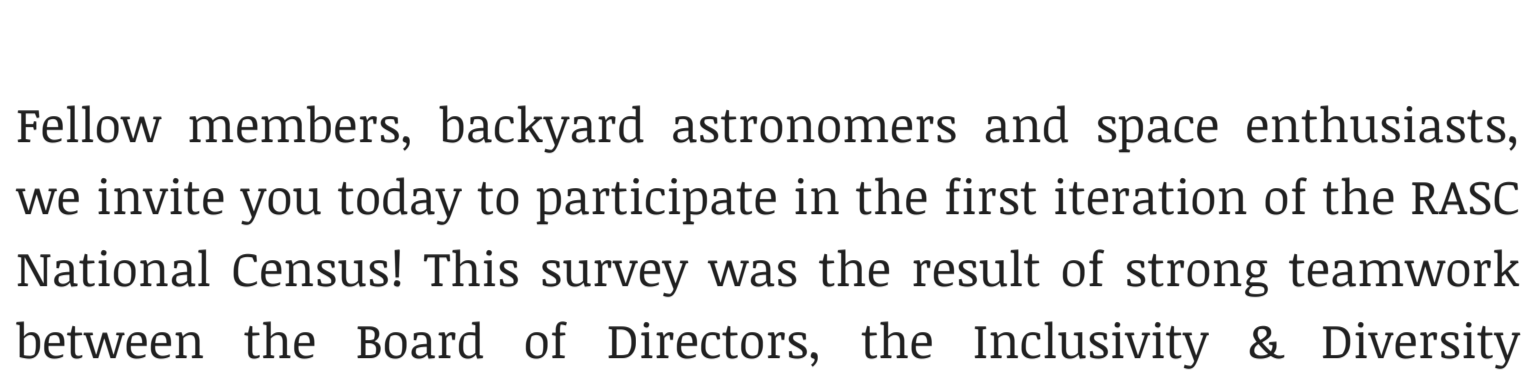 Fellow members, backyard astronomers and space enthusiasts,
we invite you today to participate in the first iteration of the RASC
National Census! This survey was the result of strong teamwork
between the Board of Directors, the Inclusivity & Diversity